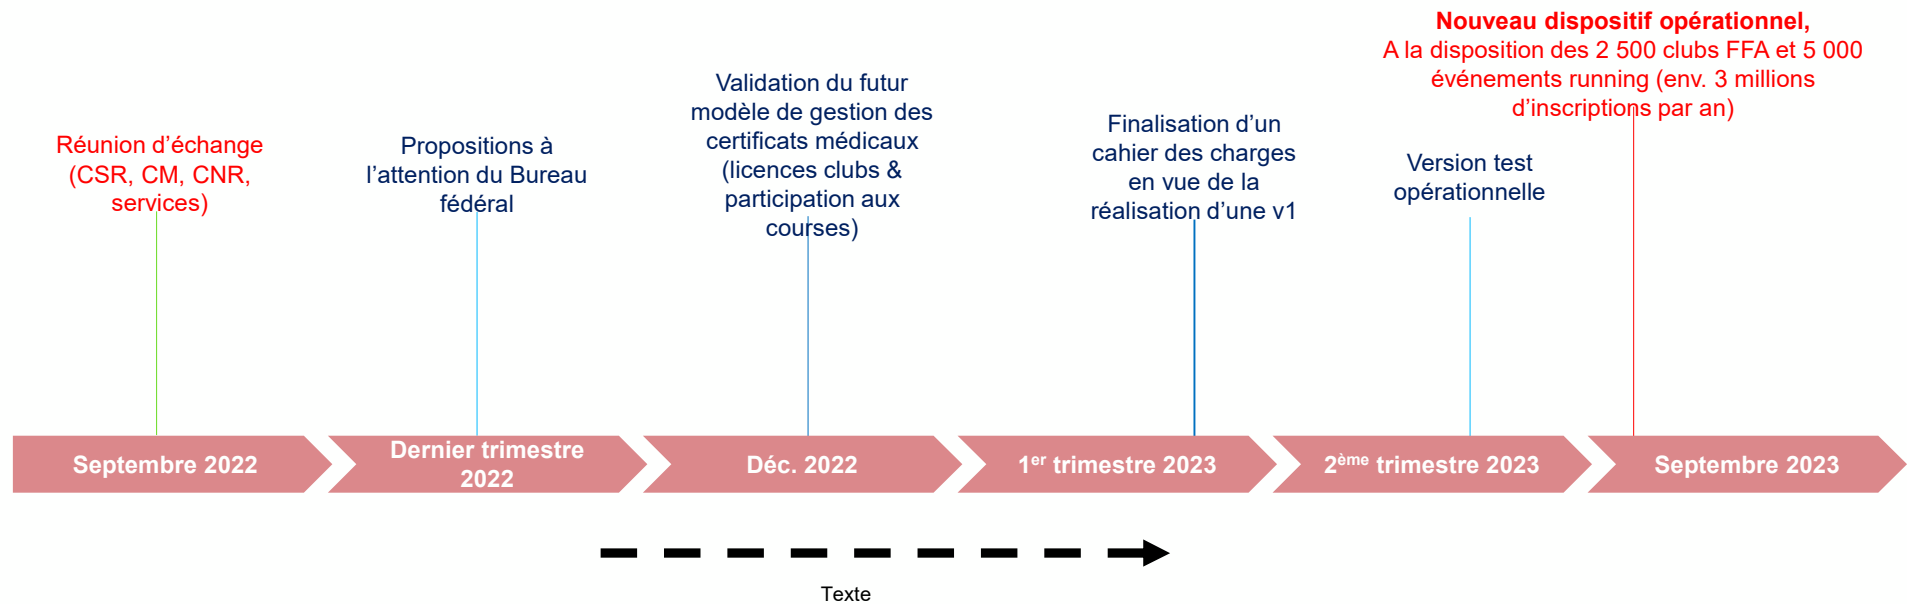 Réunion d’échange
(CSR, CM, CNR,
services)
Propositions à
l’attention du Bureau
fédéral
Validation du futur
modèle de gestion des
certificats médicaux
(licences clubs &
participation aux
courses)
Finalisation d’un
cahier des charges
en vue de la
réalisation d’une v1
Version test
opérationnelle
Nouveau dispositif opérationnel,
A la disposition des 2 500 clubs FFA et 5 000
événements running (env. 3 millions
d’inscriptions par an)
Septembre 2022
Dernier trimestre
2022
Déc. 2022
1er trimestre 2023
2ème trimestre 2023
Septembre 2023
Texte